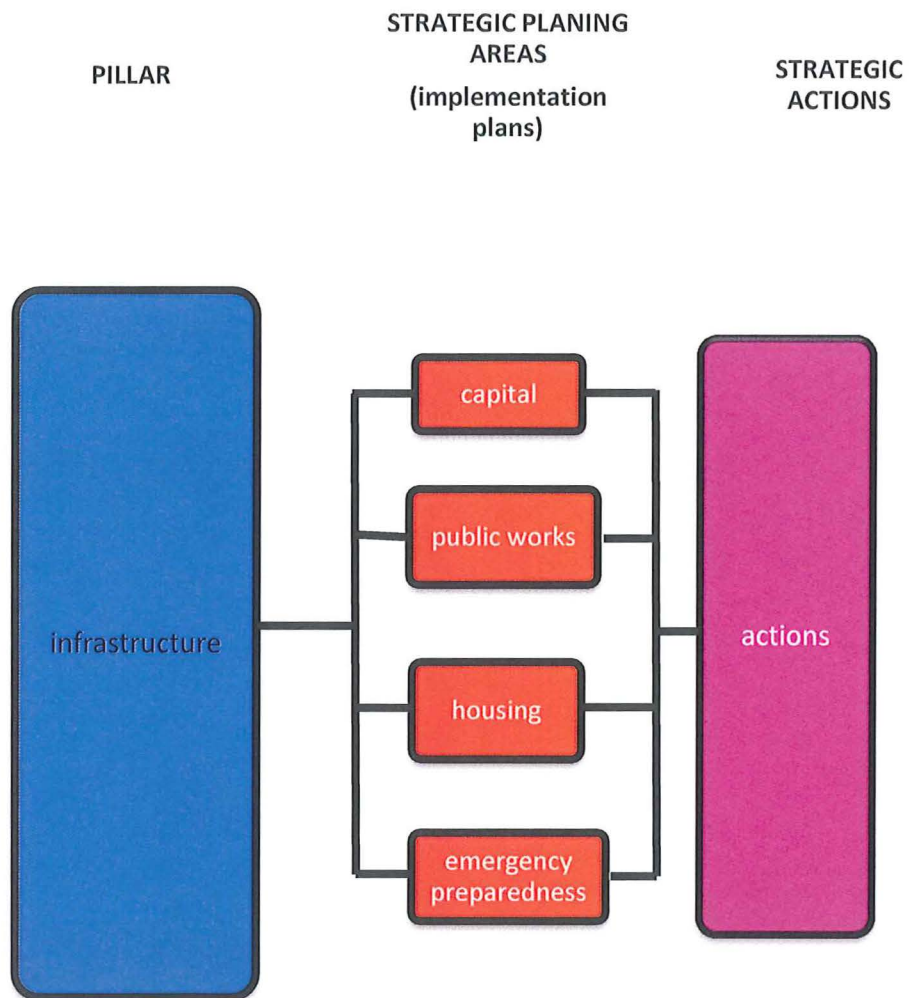 PILLAR
STRATEGIC PLANING
AREAS
(implementation
plans)
STRATEGIC
ACTIONS
infrastructure
capital
public works
housing
emergency
preparedness
actions